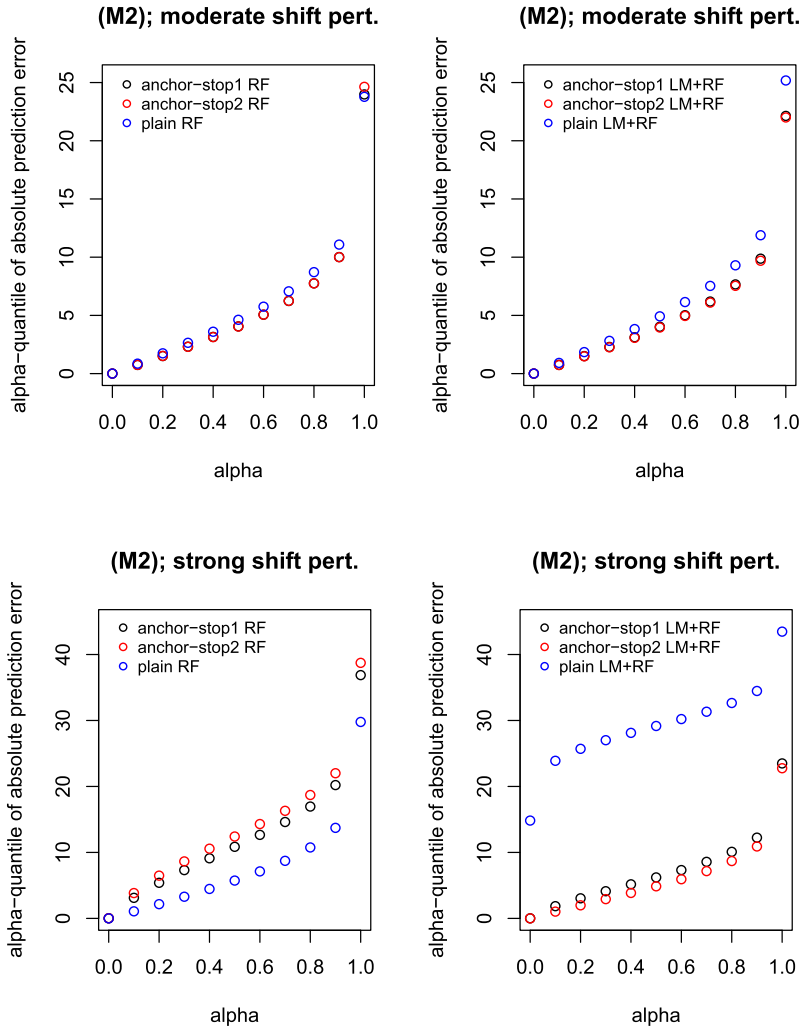 (M2); moderate shift pert.
alpha−quantile of absolute prediction error
25
20
15
10
5
0
anchor−stop1 RF
anchor−stop2 RF
plain RF
0.0 0.2 0.4 0.6 0.8 1.0
alpha
(M2); moderate shift pert.
alpha−quantile of absolute prediction error
25
20
15
10
5
0
anchor−stop1 LM+RF
anchor−stop2 LM+RF
plain LM+RF
0.0 0.2 0.4 0.6 0.8 1.0
alpha
(M2); strong shift pert.
alpha−quantile of absolute prediction error
40
30
20
10
0
anchor−stop1 RF
anchor−stop2 RF
plain RF
0.0 0.2 0.4 0.6 0.8 1.0
alpha
(M2); strong shift pert.
alpha−quantile of absolute prediction error
40
30
20
10
0
anchor−stop1 LM+RF
anchor−stop2 LM+RF
plain LM+RF
0.0 0.2 0.4 0.6 0.8 1.0
alpha